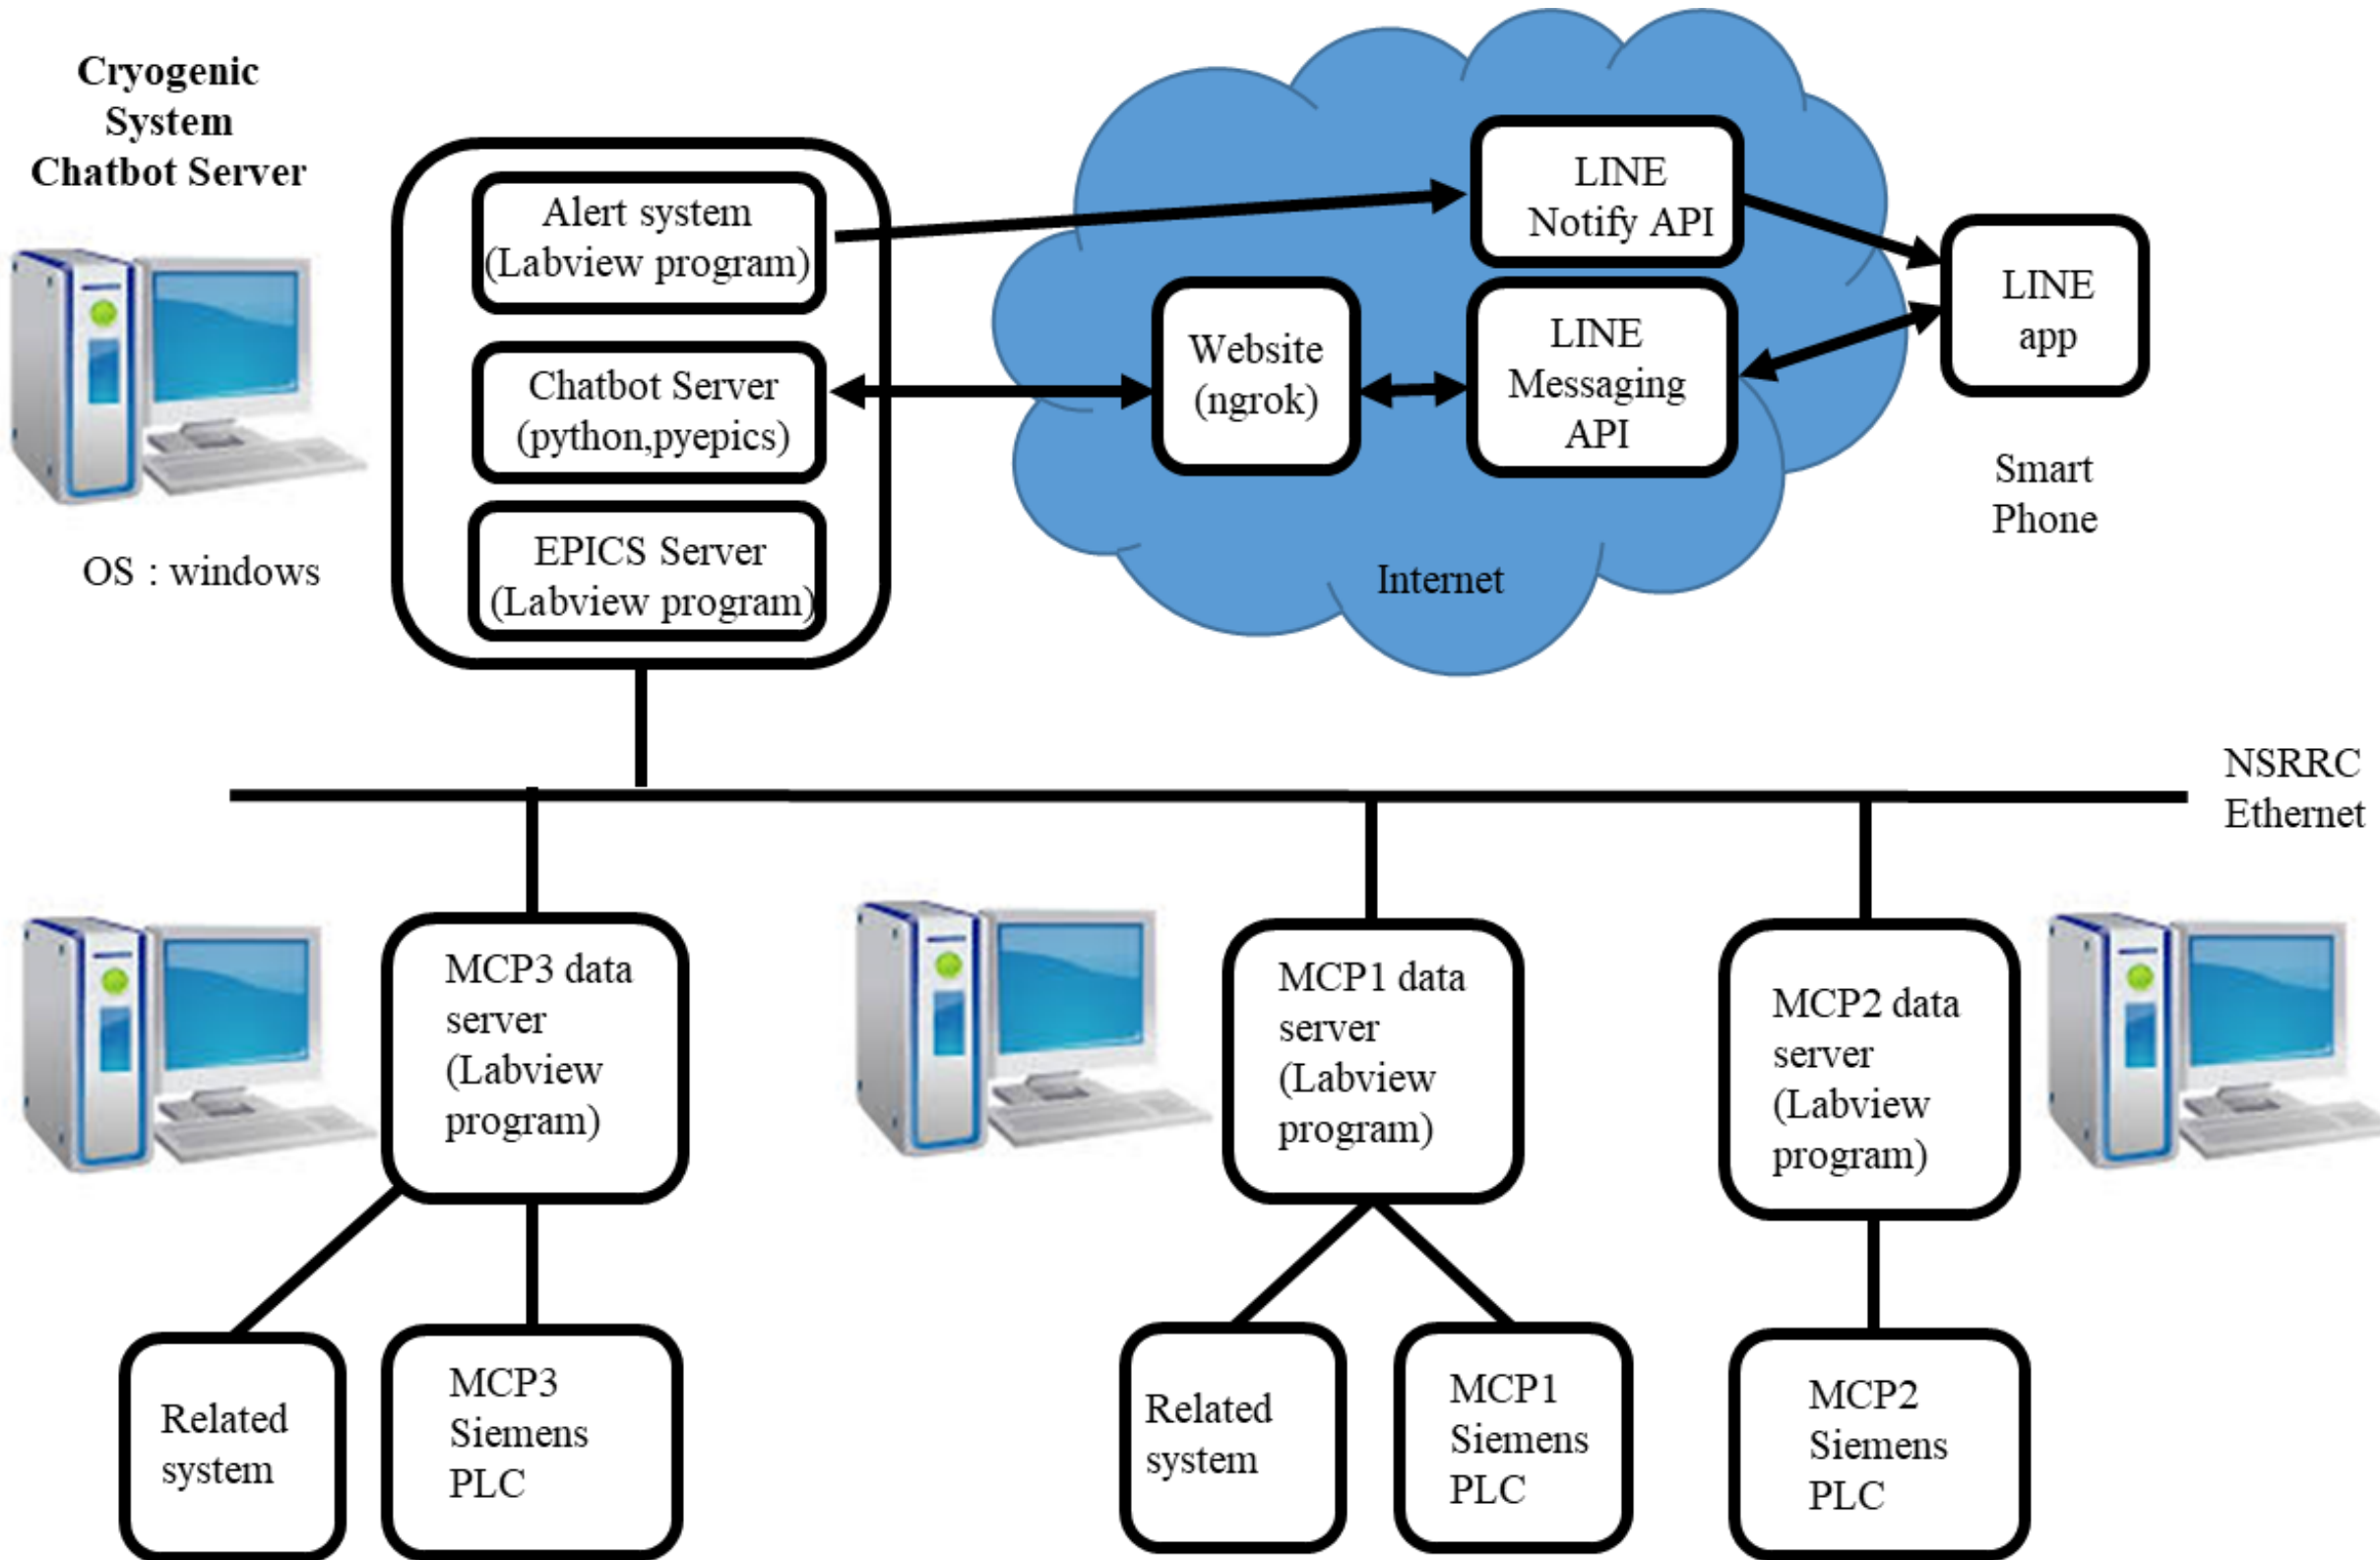 Cryogenic
System
Chatbot Server
OS : windows
Alert system
(Labview program)
Chatbot Server
(python,pyepics)
EPICS Server
(Labview program)
LINE
Notify API
Website
(ngrok)
LINE
Messaging
API
Internet
LINE
app
Smart
Phone
NSRRC
Ethernet
MCP3 data
server
(Labview
program)
MCP1 data
server
(Labview
program)
MCP2 data
server
(Labview
program)
Related
system
MCP3
Siemens
PLC
Related
system
MCP1
Siemens
PLC
MCP2
Siemens
PLC